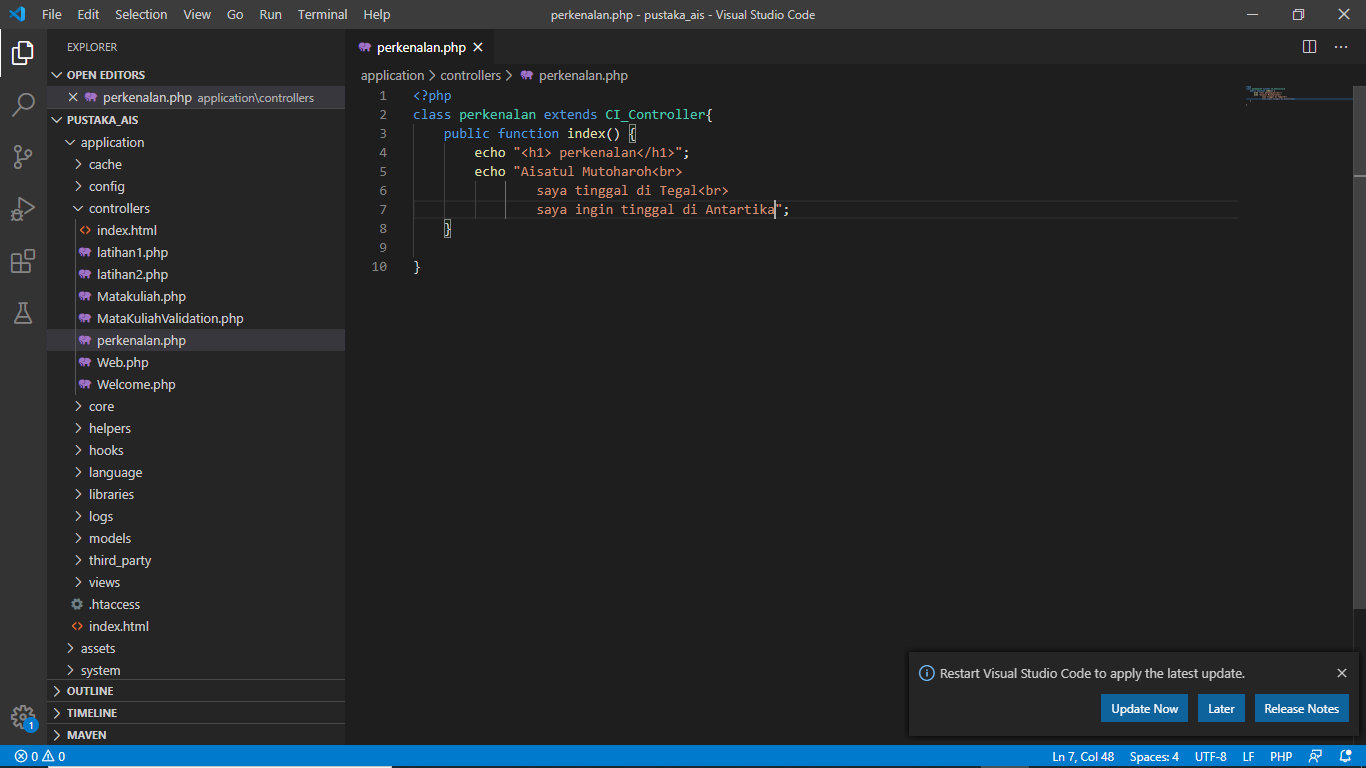 File Edit Selection View Go Run Terminal Help perkenalan.php - pustaka_ais - Visual Studio Code
EXPLORER
OPEN EDITORS
perkenalan.php application\controllers
PUSTAKA_AIS
application
cache
config
controllers
index.html
latihan1.php
latihan2.php
Matakuliah.php
MataKuliahValidation.php
perkenalan.php
Web.php
Welcome.php
core
helpers
hooks
language
libraries
logs
models
third_party
views
.htaccess
index.html
assets
system
OUTLINE
TIMELINE
MAVEN
perkenalan.php
application > controllers > perkenalan.php
1 <?php
2 class perkenalan extends CI_Controller{
3 public function index() {
4 echo "<h1> perkenalan</h1>";
5 echo "Aisatul Mutoharoh<br>
6 saya tinggal di Tegal<br>
7 saya ingin tinggal di Antartika";
8 }
9
10 }
Restart Visual Studio Code to apply the latest update.
Update Now Later Release Notes
1
0 0 Ln 7, Col 48 Spaces: 4 UTF-8 LF PHP